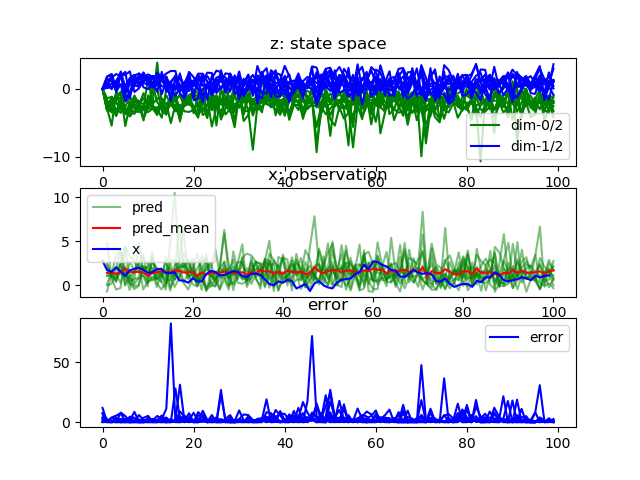 z: state space
0
−10
dim-0/2
dim-1/2
0 20 40 60 80 100
x: observation
10
5
0
pred
pred_mean
x
0 20 40 60 80 100
error
50
0
error
0 20 40 60 80 100